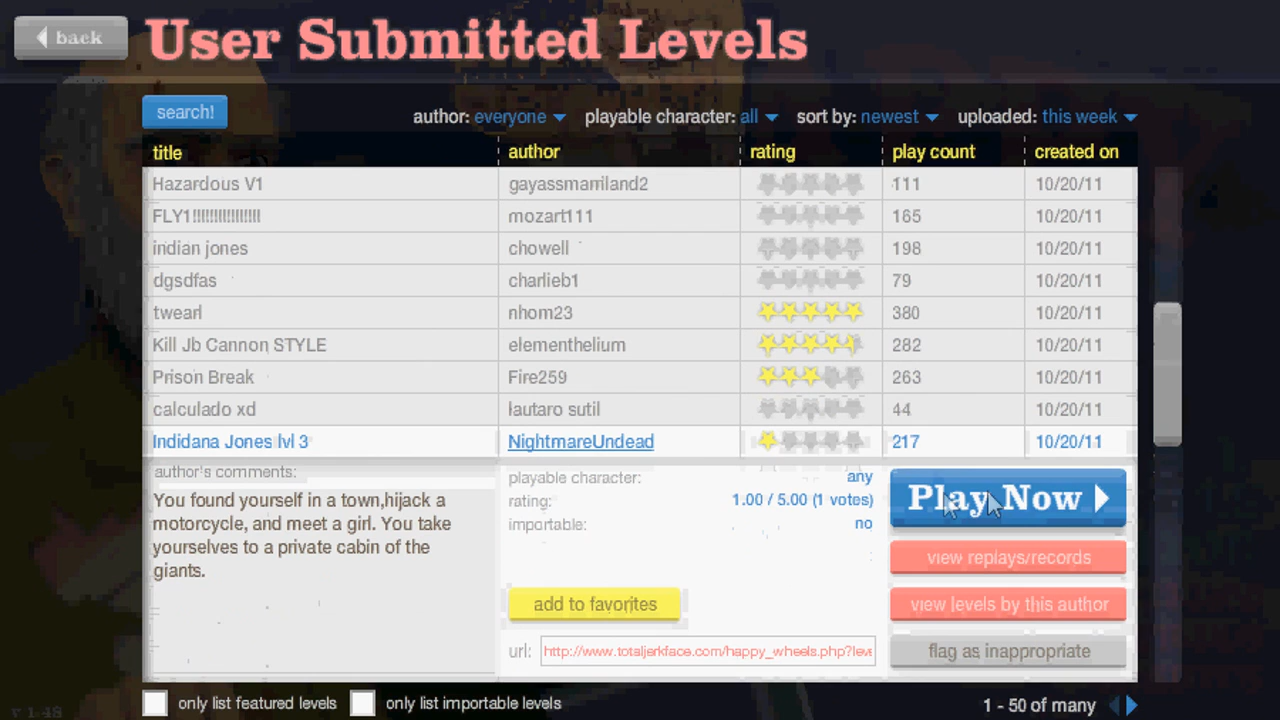 back
User Submitted Levels
search!
author: everyone playable character: all sort by: newest uploaded: this week
title author rating play count created on
Hazardous V1 gayassmarriland2 111 10/20/11
FLY1!!!!!!!!!!!!!!!! mozart111 165 10/20/11
indian jones chowell 198 10/20/11
dgsdfas charlieb1 79 10/20/11
twearl nhom23 380 10/20/11
Kill Jb Cannon STYLE elementhelium 282 10/20/11
Prison Break Fire259 263 10/20/11
calculado xd lautaro sutil 44 10/20/11
Indidana Jones lvl 3 NightmareUndead 217 10/20/11
author's comments:
You found yourself in a town,hijack a
motorcycle, and meet a girl. You take
yourselves to a private cabin of the
giants.
playable character: any
rating: 1.00 / 5.00 (1 votes)
importable: no
add to favorites
url: http://www.totaljerkface.com/happy_wheels.php?leve
Play Now
view replays/records
view levels by this author
flag as inappropriate
only list featured levels only list importable levels
1 - 50 of many
v 1.48